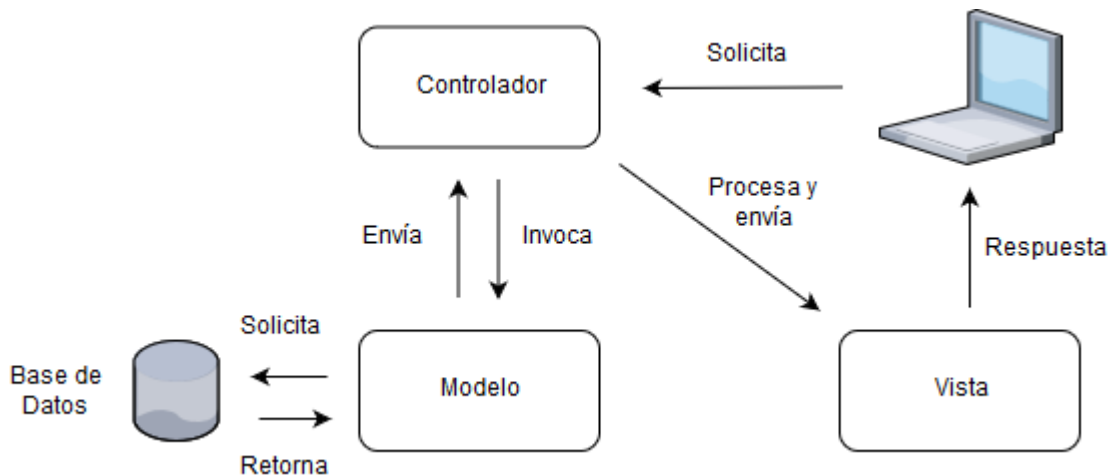 Solicita
Controlador
Procesa y
envía
Envía
Invoca
Respuesta
Solicita
Base de
Datos
Modelo
Vista
Retorna